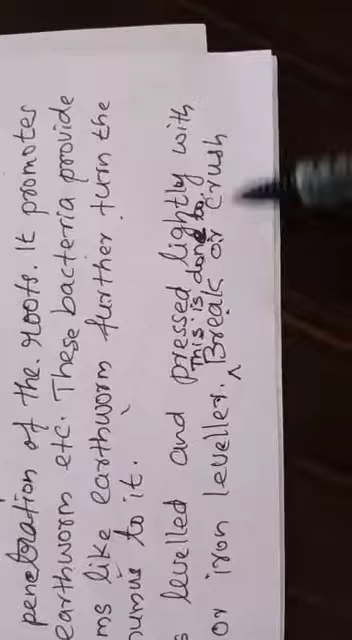 penetration of the roots. It promotes
earthworm etc. These bacteria provide
ms like earthworm further turn the
humus to it.
s levelled and pressed lightly with
This is done to
or iron leveller. ^ Break or crush